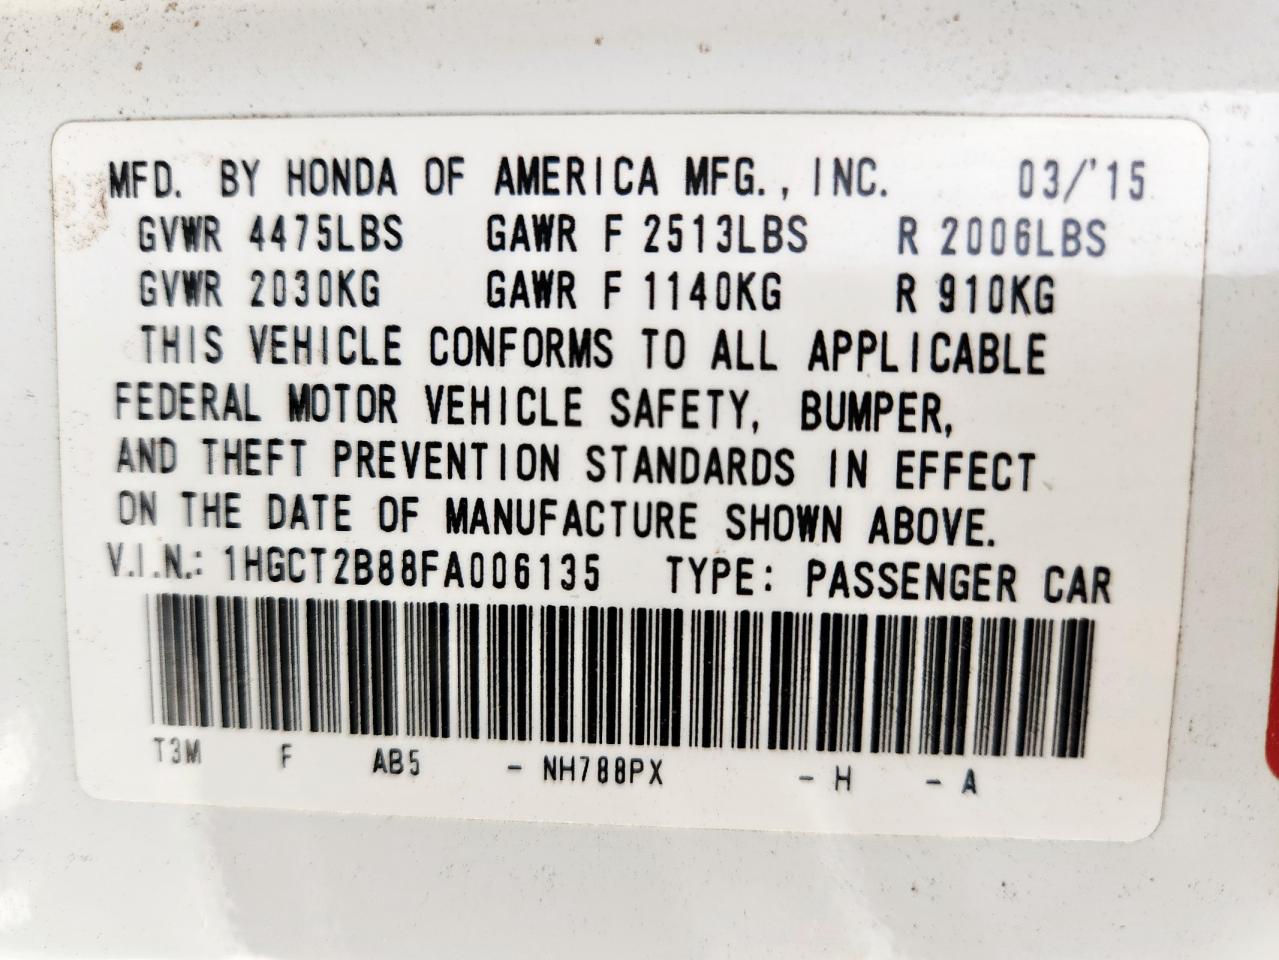 MFD. BY HONDA OF AMERICA MFG., INC. 03/'15
GVWR 4475LBS GAWR F 2513LBS R 2006LBS
GVWR 2030KG GAWR F 1140KG R 910KG
THIS VEHICLE CONFORMS TO ALL APPLICABLE
FEDERAL MOTOR VEHICLE SAFETY, BUMPER,
AND THEFT PREVENTION STANDARDS IN EFFECT
ON THE DATE OF MANUFACTURE SHOWN ABOVE.
V.I.N.: 1HGCT2B88FA006135 TYPE: PASSENGER CAR
T3M F AB5 - NH788PX - H - A